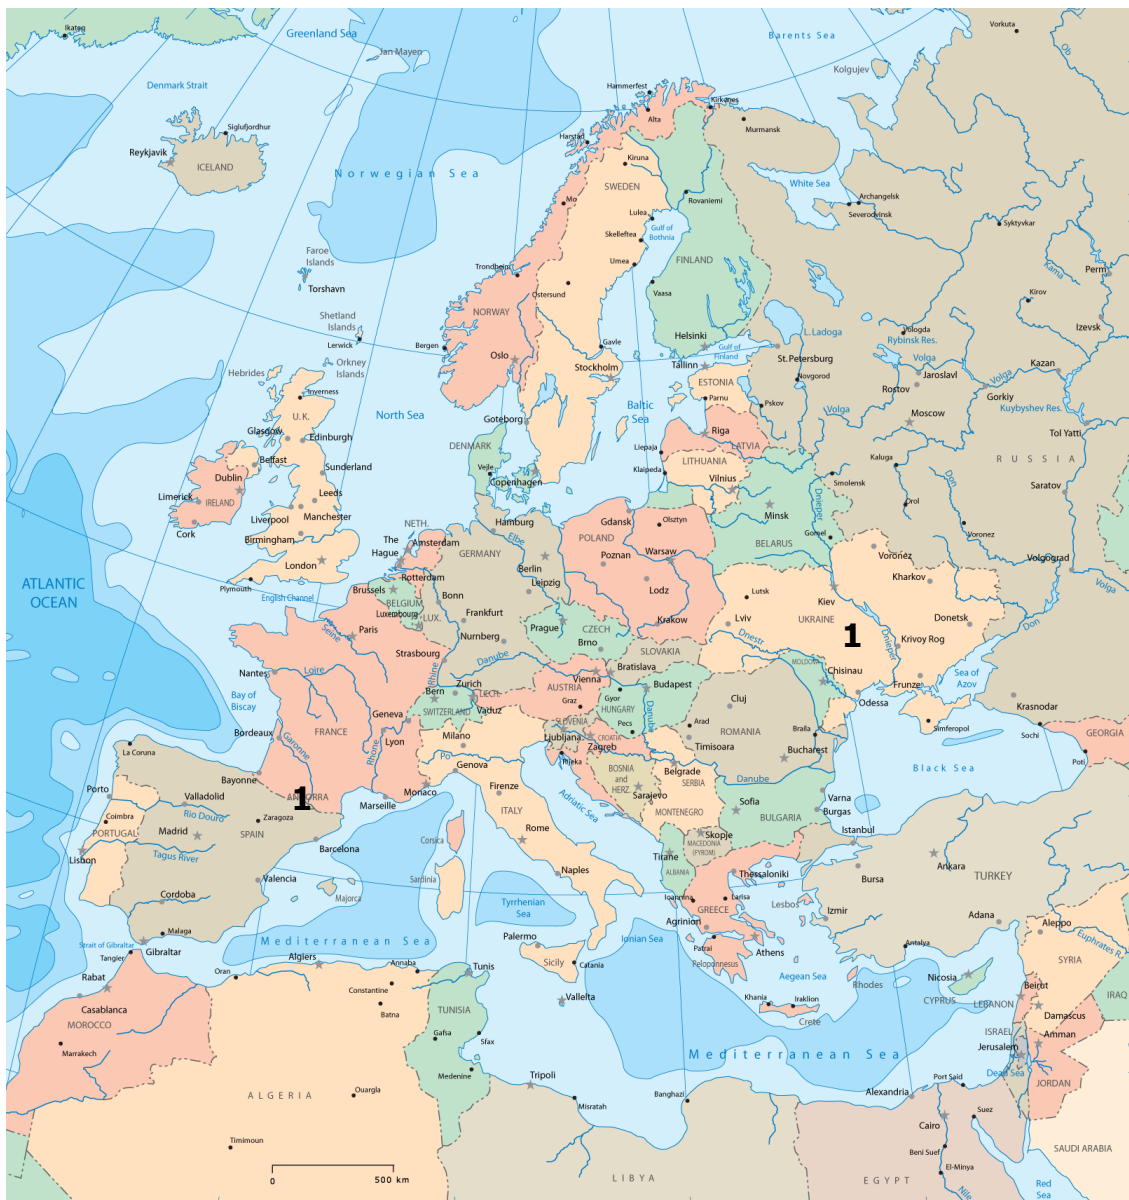 Ikateq
Greenland Sea
Jan Mayen
Barents Sea
Vorkuta
Ob
Kolgujev
Denmark Strait
Hammerfest
Kirkenes
Alta
Murmansk
Siglufjordhur
Reykjavik
ICELAND
Harstad
Kiruna
Norwegian Sea
SWEDEN
White Sea
Archangelsk
Severodvinsk
Mo
Rovaniemi
Lulea
Gulf of
Bothnia
Skelleftea
Syktyvkar
Faroe
Islands
Torshavn
Umea
FINLAND
Trondheim
Ostersund
Vaasa
Kama
Perm
Kirov
Shetland
Islands
Lerwick
NORWAY
Bergen
Oslo
Gavle
Helsinki
L. Ladoga
Vologda
Rybinsk Res.
Izevsk
Orkney
Islands
Hebrides
Stockholm
Gulf of
Finland
Tallinn
St. Petersburg
Novgorod
Volga
Jaroslavl
Rostov
Kazan
Volga
Gorkiy
Kuybyshev Res.
Inverness
U.K.
ESTONIA
Parnu
Pskov
Volga
Moscow
North Sea
Baltic
Sea
Goteborg
Glasgow
Edinburgh
Riga
LATVIA
Tol Yatti
DENMARK
Liepaja
Belfast
Sunderland
Vejle
Copenhagen
Klaipeda
LITHUANIA
Vilnius
Kaluga
RUSSIA
Dublin
Smolensk
Don
Saratov
Limerick
IRELAND
Leeds
Liverpool
Manchester
Cork
Birmingham
Minsk
Dnieper
Orol
NETH.
Hamburg
Gdansk
Olsztyn
Gomel
Voronez
BELARUS
The
Hague
Amsterdam
Elbe
GERMANY
POLAND
Poznan
Warsaw
Voronez
Volgograd
London
Berlin
Rotterdam
Leipzig
Kharkov
Volga
Plymouth
English Channel
Brussels
BELGIUM
Bonn
Lodz
Lutsk
Kiev
ATLANTIC
OCEAN
Luxembourg
LUX.
Frankfurt
Prague
CZECH
Krakow
Lviv
UKRAINE
Donetsk
Don
Seine
Paris
Nurnberg
Brno
Dnestr
1
Dnieper
Krivoy Rog
Strasbourg
Danube
SLOVAKIA
Nantes
Loire
Rhine
Vienna
Bratislava
MOLDOVA
Chisinau
Sea of
Azov
Zurich
LECH.
Bern
Vaduz
AUSTRIA
Graz
Gyor
Budapest
HUNGARY
Frunze
Bay of
Biscay
SWITZERLAND
Cluj
Odessa
Krasnodar
Geneva
SLOVENIA
Pecs
Danube
Arad
Bordeaux
FRANCE
Garonne
Rhone
Lyon
Milano
Ljubljana
CROATIA
Zagreb
ROMANIA
Timisoara
Braila
Simferopol
Sochi
GEORGIA
La Coruna
Po
Rijeka
Bucharest
Poti
Bayonne
Genova
BOSNIA
and
HERZ.
Belgrade
SERBIA
Danube
Black Sea
Porto
Valladolid
ANDORRA
1
Marseille
Monaco
Firenze
Sarajevo
Varna
Burgas
Coimbra
Rio Douro
Zaragoza
ITALY
Adriatic Sea
MONTENEGRO
Sofia
BULGARIA
PORTUGAL
Madrid
SPAIN
Barcelona
Corsica
Rome
Skopje
MACEDONIA
(FYROM)
Istanbul
Lisbon
Tagus River
Tirane
ALBANIA
Ankara
Valencia
Sardinia
Naples
Thessaloniki
Bursa
TURKEY
Cordoba
Majorca
Tyrrhenian
Sea
Ioannina
Larisa
Lesbos
GREECE
Izmir
Adana
Aleppo
Malaga
Agrinion
Strait of Gibraltar
Gibraltar
Mediterranean Sea
Palermo
Ionian Sea
Patrai
Athens
Antalya
Euphrates R.
Tangier
Algiers
Annaba
Tunis
Sicily
Catania
Peloponnesus
Aegean Sea
Rhodes
Nicosia
SYRIA
Rabat
Oran
Constantine
Valletta
Khania
Iraklion
CYPRUS
LEBANON
Beirut
IRAQ
Casablanca
Batna
TUNISIA
Crete
Damascus
MOROCCO
Gafsa
Sfax
ISRAEL
Amman
Marrakech
Mediterranean Sea
Jerusalem
Medenine
Tripoli
Port Said
Dead Sea
JORDAN
ALGERIA
Ouargla
Misratah
Banghazi
Alexandria
Suez
Cairo
Timimoun
Beni Suef
SAUDI ARABIA
El-Minya
LIBYA
EGYPT
Nile
Red
Sea
0
500 km